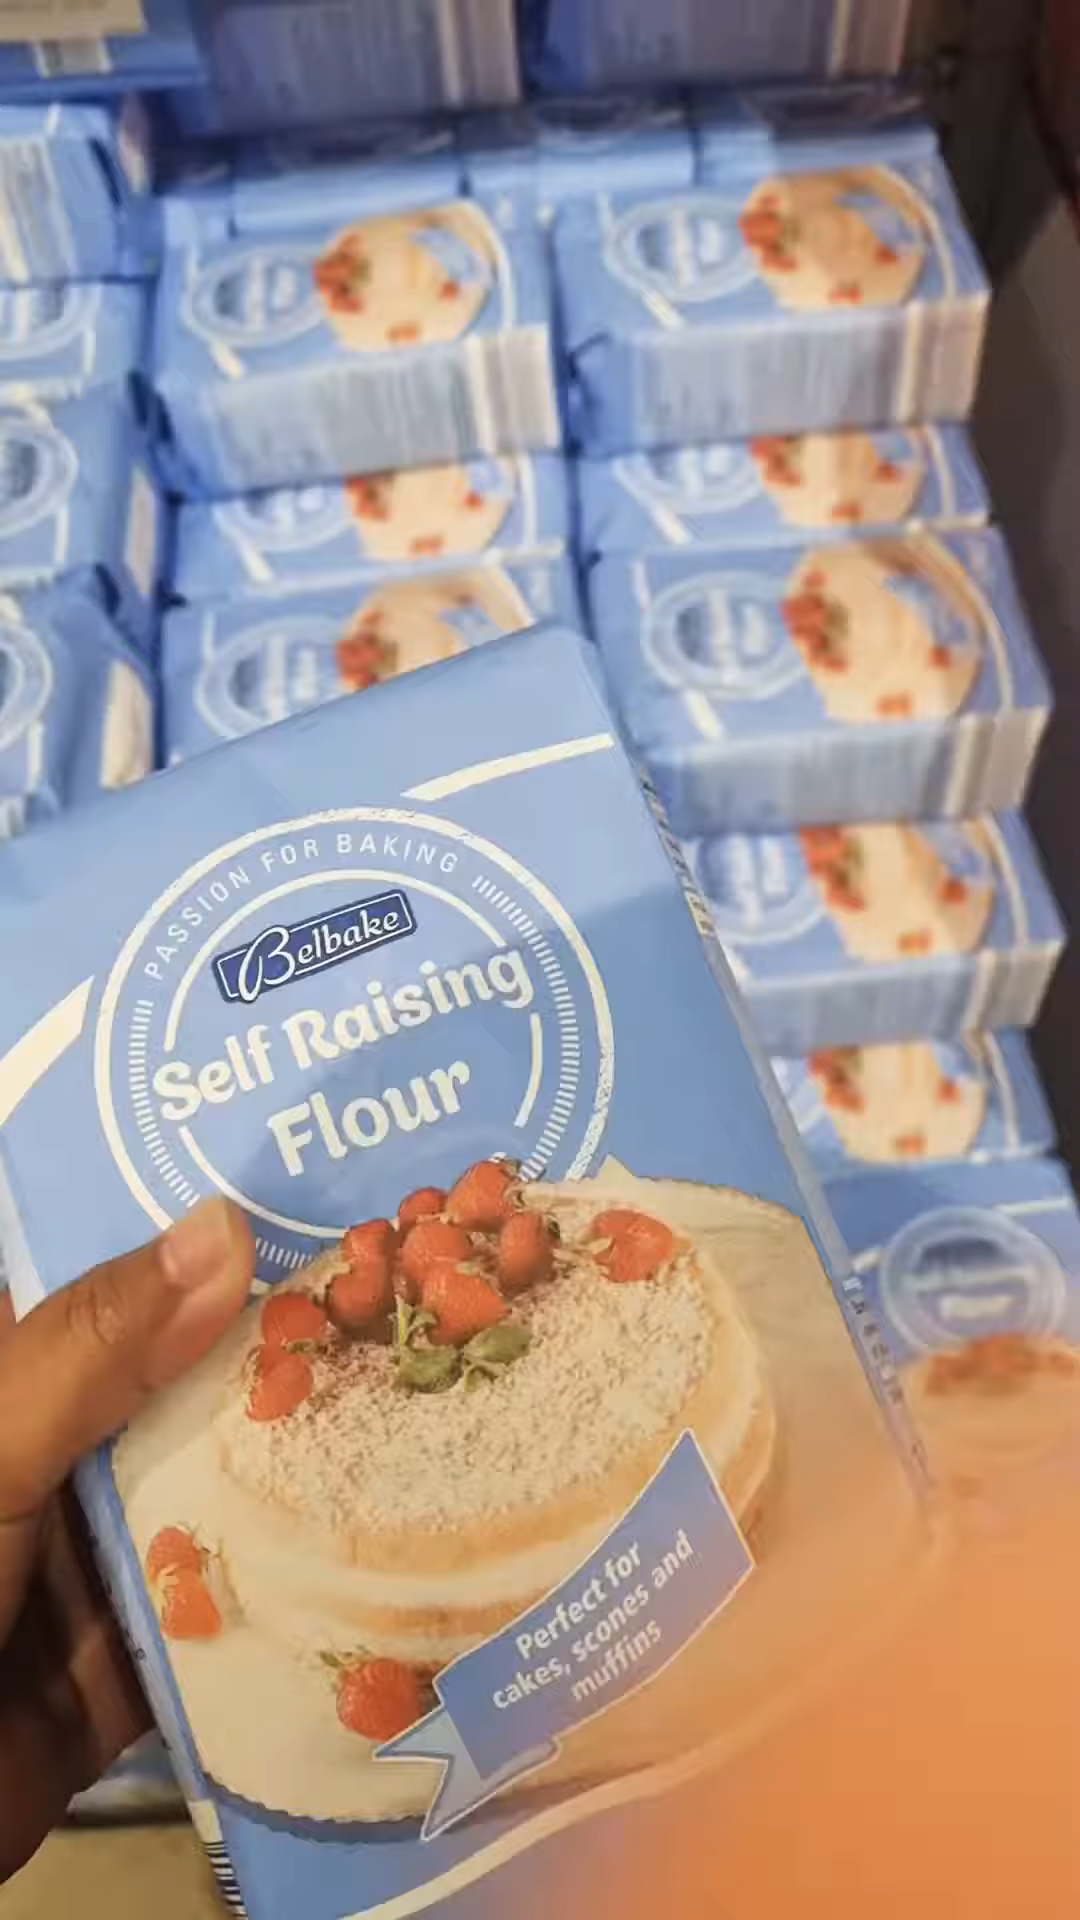 PASSION FOR BAKING
Belbake
Self Raising
Flour
Perfect for
cakes, scones and
muffins